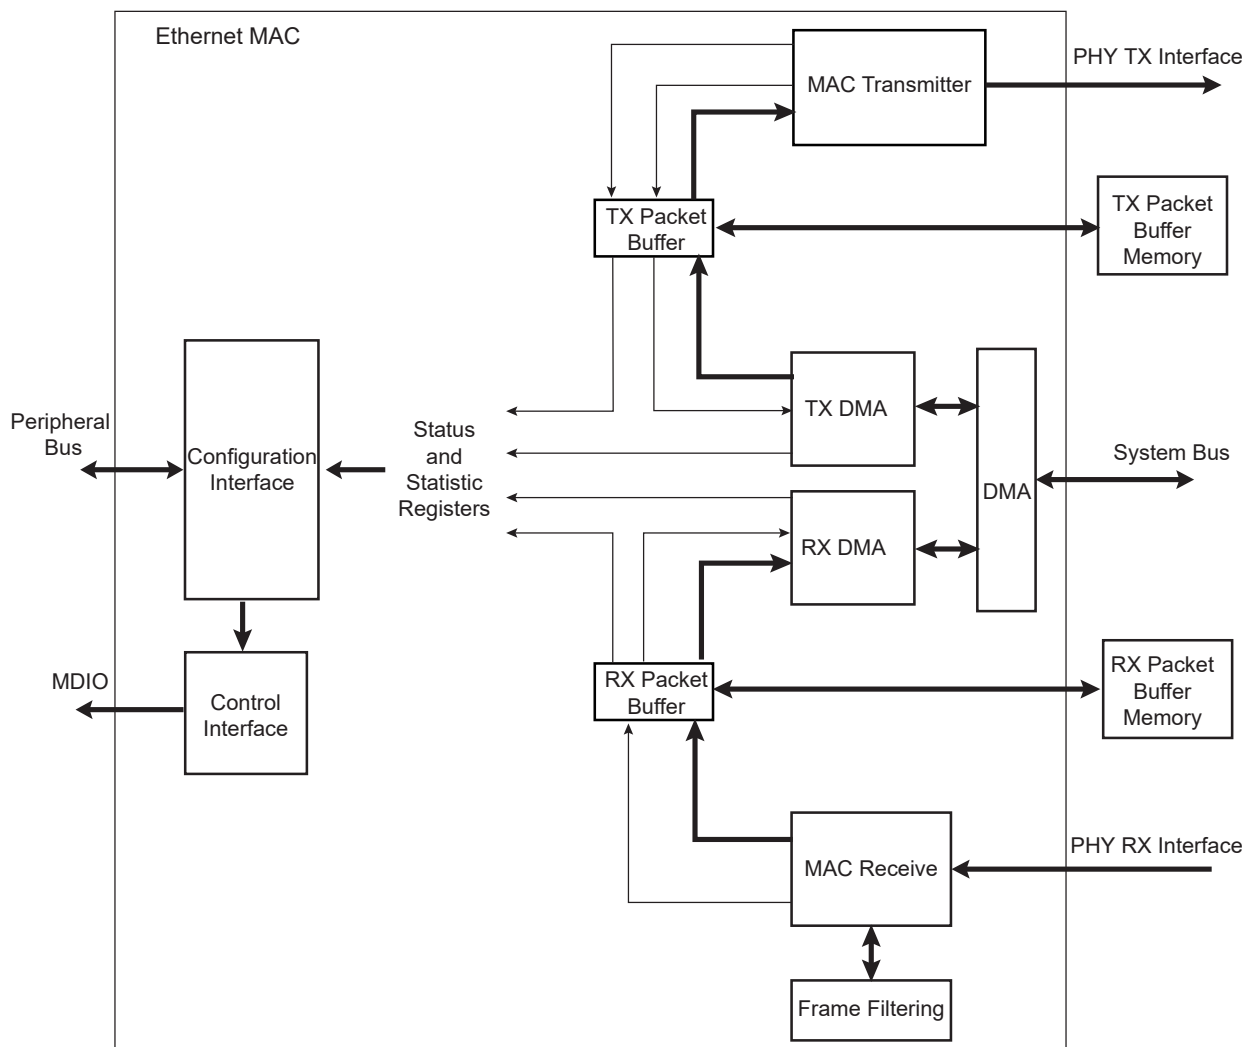 Ethernet MAC
MAC Transmitter
PHY TX Interface
TX Packet
Buffer
TX Packet
Buffer
Memory
TX DMA
Peripheral
Bus
Configuration
Interface
Status
and
Statistic
Registers
DMA
System Bus
RX DMA
MDIO
Control
Interface
RX Packet
Buffer
RX Packet
Buffer
Memory
MAC Receive
PHY RX Interface
Frame Filtering